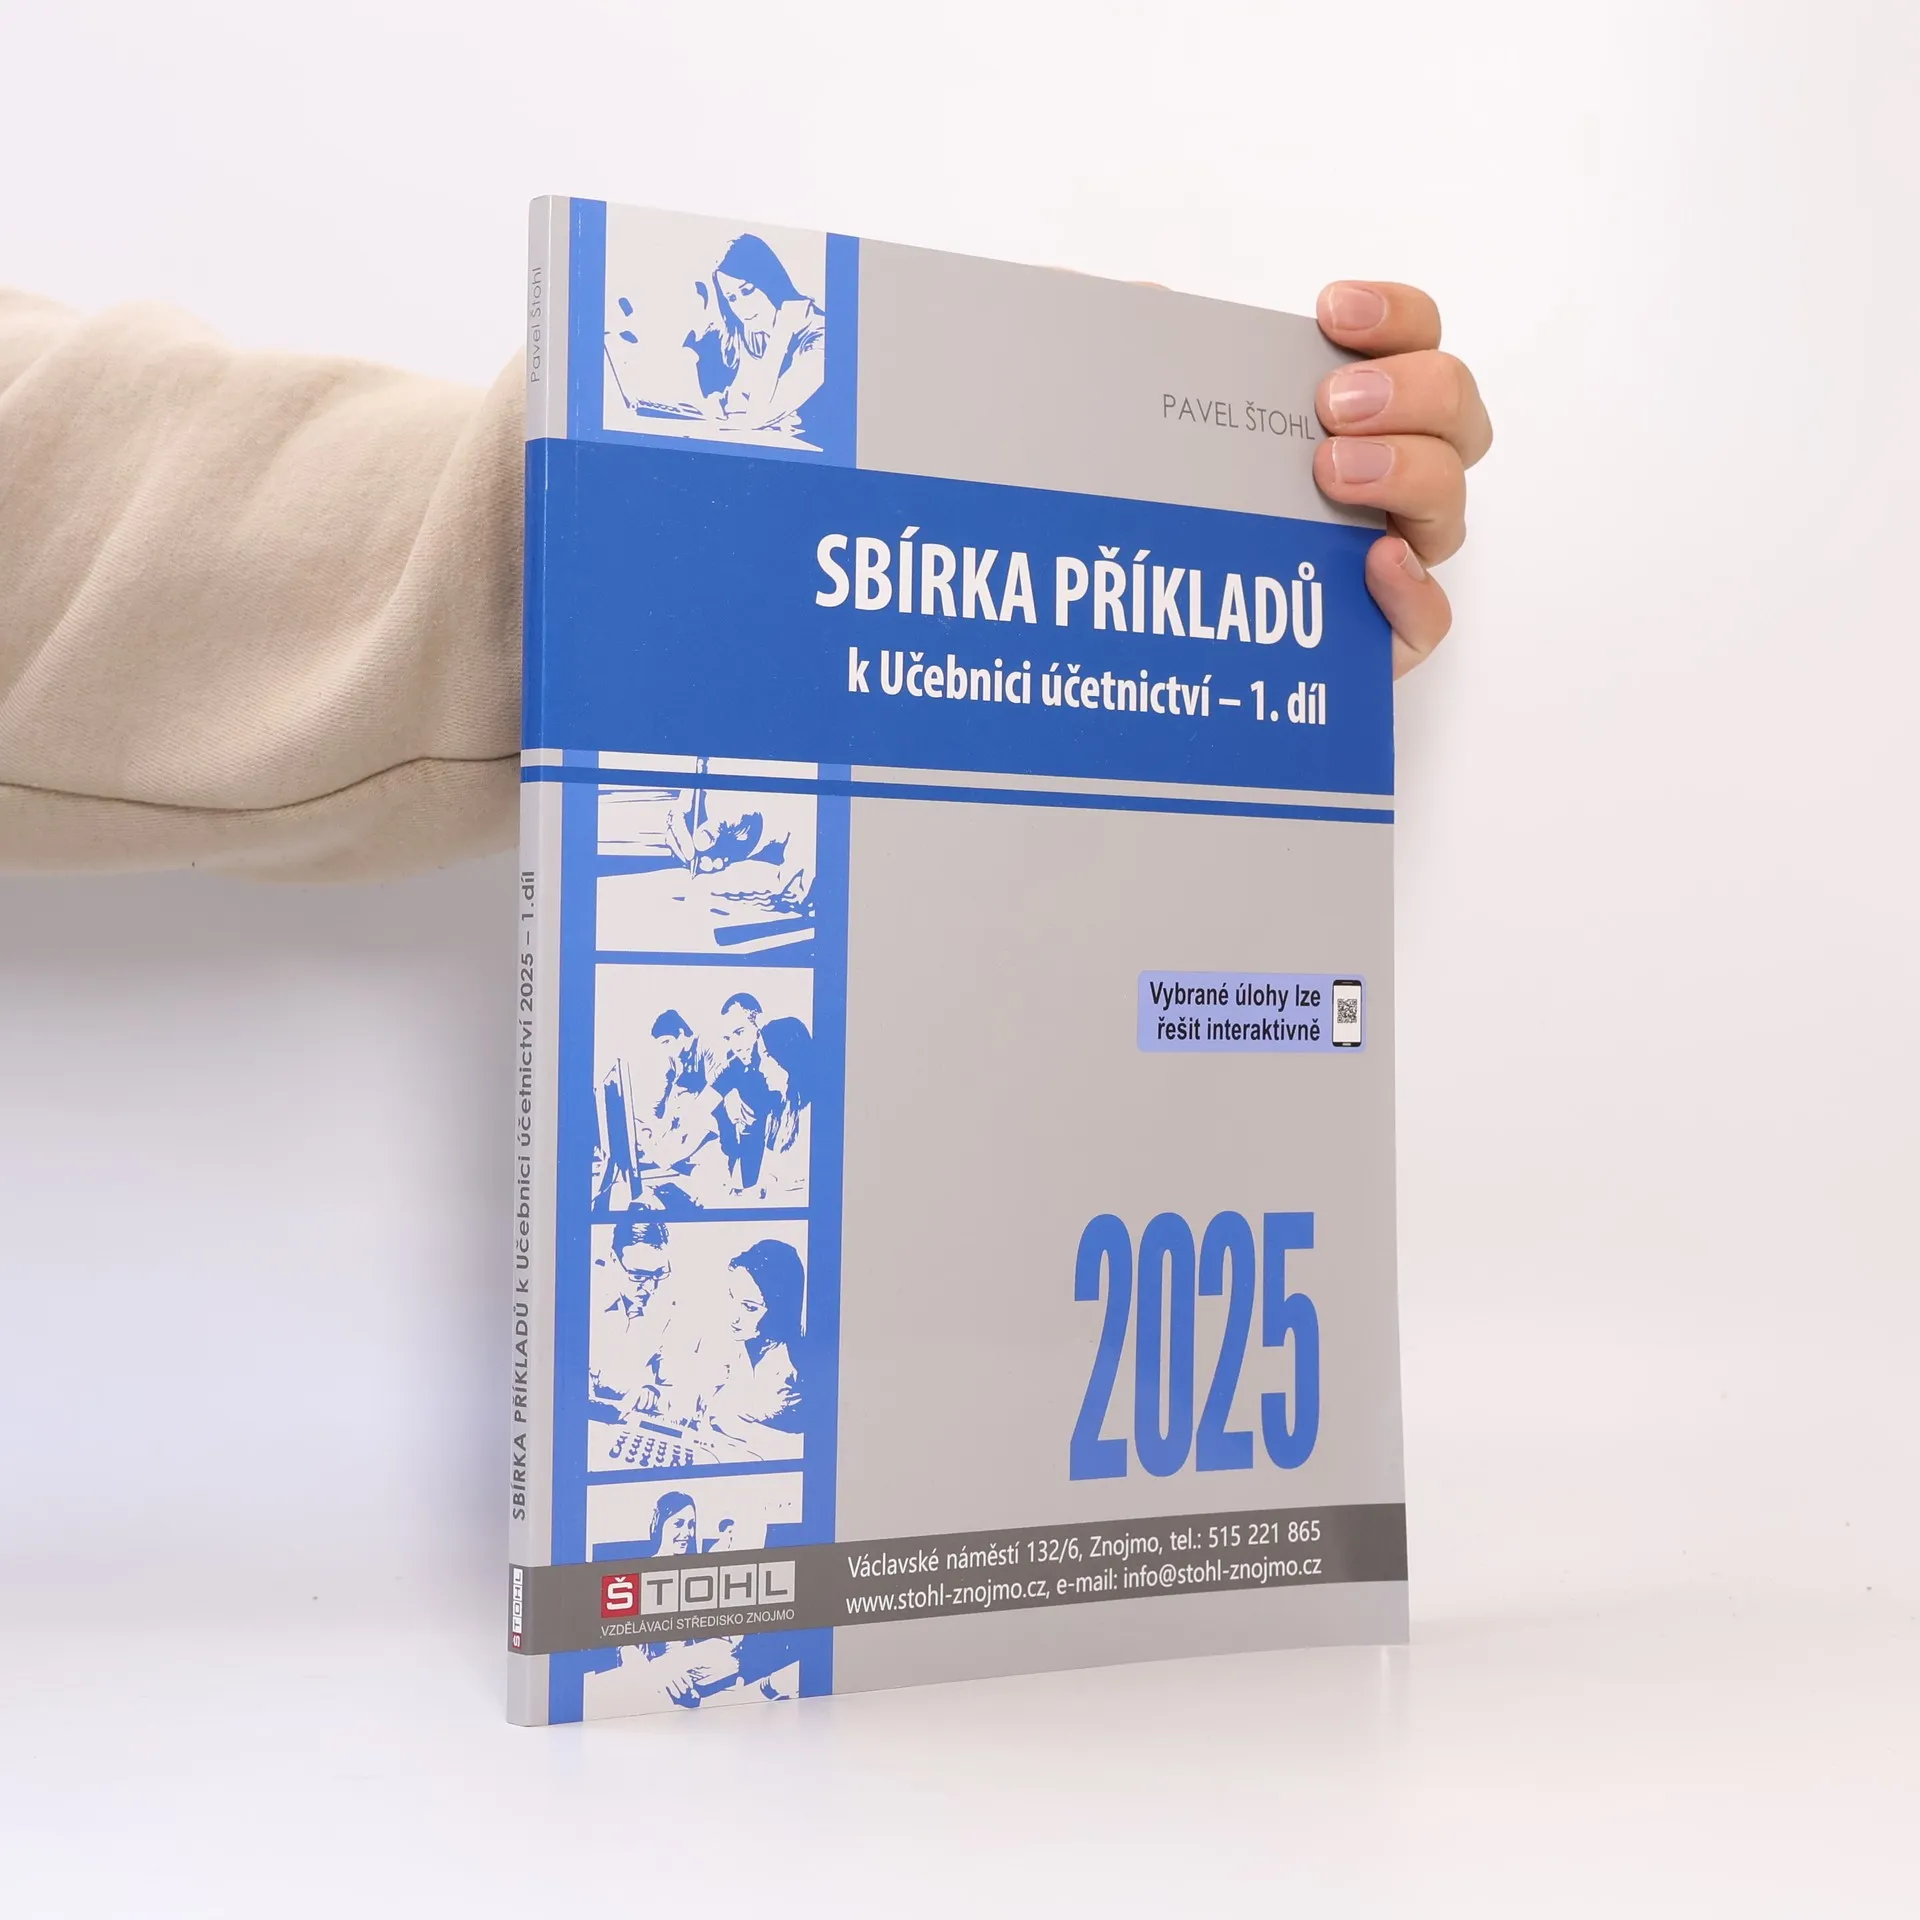 PAVEL ŠTOHL
SBÍRKA PŘÍKLADŮ
k Učebnici účetnictví – 1. díl
Vybrané úlohy lze
řešit interaktivně
2025
ŠTOHL
VZDĚLÁVACÍ STŘEDISKO ZNOJMO
Václavské náměstí 132/6, Znojmo, tel.: 515 221 865
www.stohl-znojmo.cz, e-mail: info@stohl-znojmo.cz
Pavel Štohl
SBÍRKA PŘÍKLADŮ k Učebnici účetnictví 2025 – 1.díl
ŠTOHL